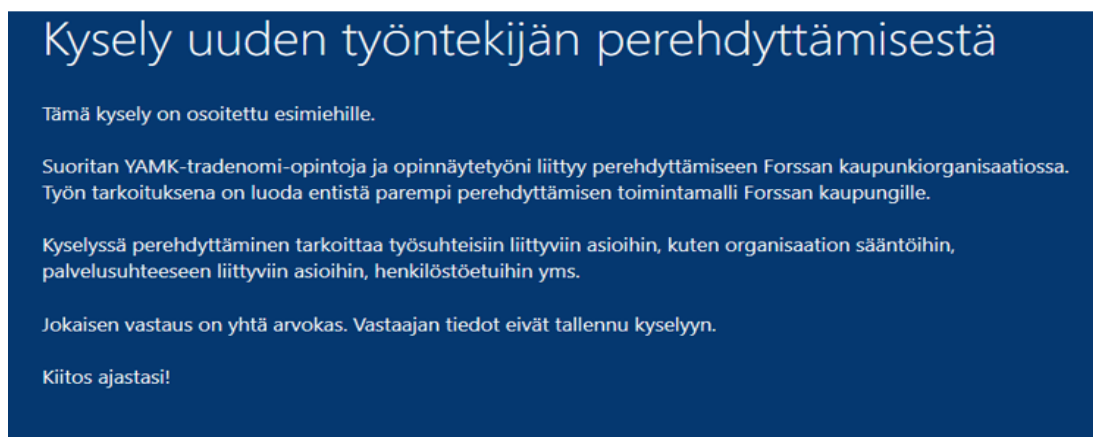 Kysely uuden työntekijän perehdyttämisestä
Tämä kysely on osoitettu esimiehille.
Suoritan YAMK-tradenomi-opintoja ja opinnäytetyöni liittyy perehdyttämiseen Forssan kaupunkiorganisaatiossa.
Työn tarkoituksena on luoda entistä parempi perehdyttämisen toimintamalli Forssan kaupungille.
Kyselyssä perehdyttäminen tarkoittaa työsuhteisiin liittyviin asioihin, kuten organisaation sääntöihin,
palvelusuhteeseen liittyviin asioihin, henkilöstöetuihin yms.
Jokaisen vastaus on yhtä arvokas. Vastaajan tiedot eivät tallennu kyselyyn.
Kiitos ajastasi!